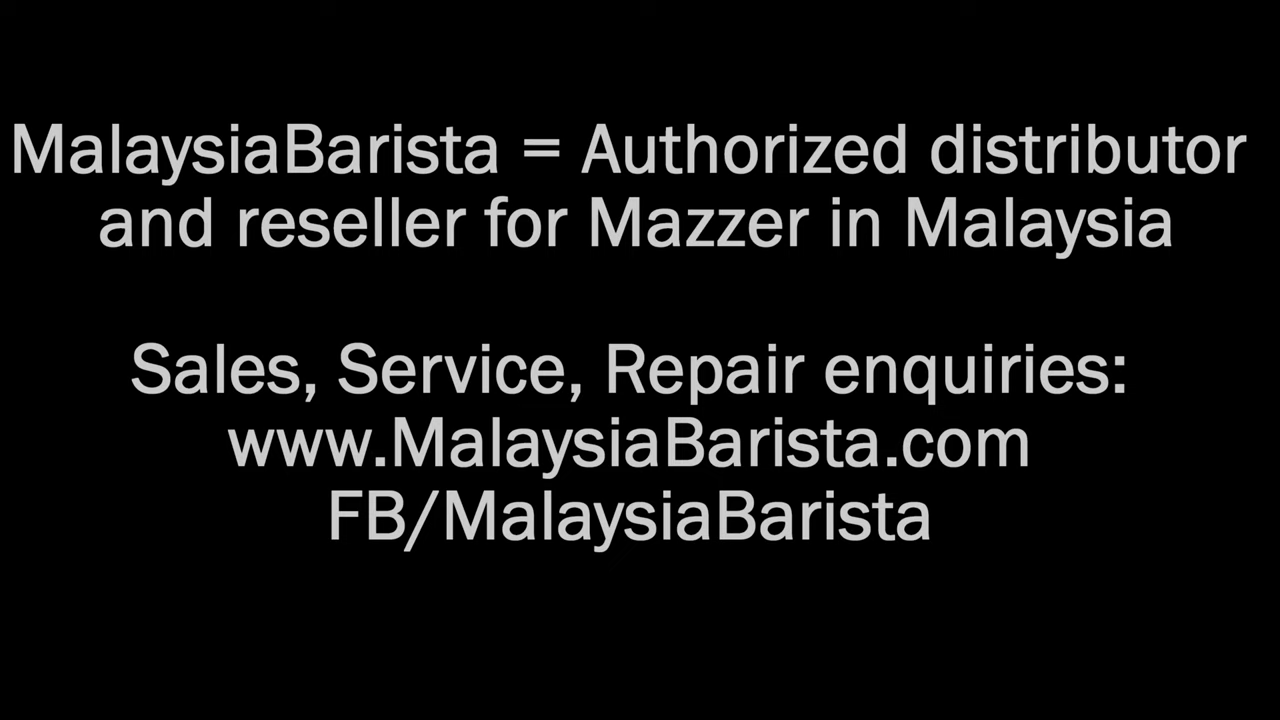 MalaysiaBarista = Authorized distributor
and reseller for Mazzer in Malaysia
Sales, Service, Repair enquiries:
www.MalaysiaBarista.com
FB/MalaysiaBarista